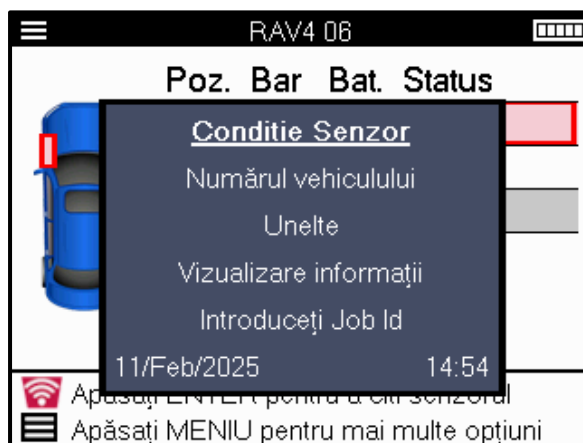 RAV4 06
Poz. Bar Bat. Status
Conditie Senzor
Numărul vehiculului
Unelte
Vizualizare informații
Introduceți Job Id
11/Feb/2025 14:54
Apăsați ENTER pentru a citi senzorul
Apăsați MENIU pentru mai multe opțiuni